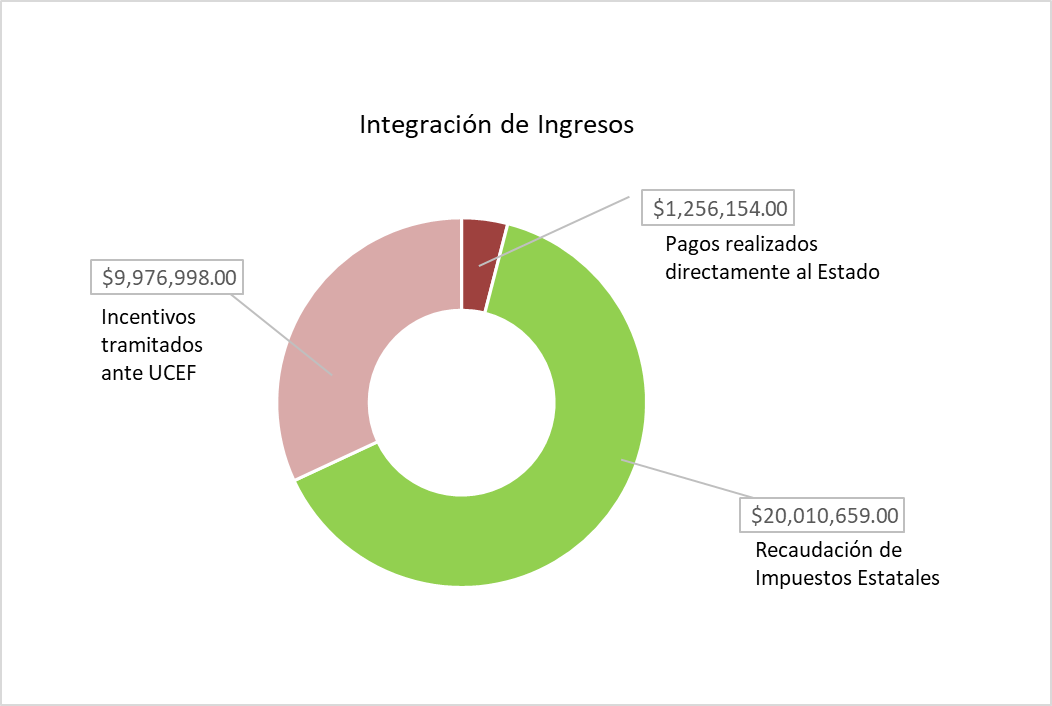 Integración de Ingresos
$1,256,154.00
Pagos realizados
directamente al Estado
$9,976,998.00
Incentivos
tramitados
ante UCEF
$20,010,659.00
Recaudación de
Impuestos Estatales